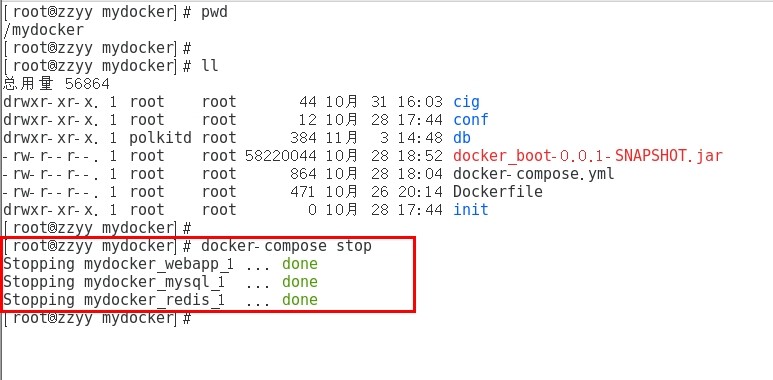 [root@zzyy mydocker]# pwd
/mydocker
[root@zzyy mydocker]#
[root@zzyy mydocker]# ll
总用量 56864
drwxr-xr-x. 1 root    root          44 10月 31 16:03 cig
drwxr-xr-x. 1 root    root          12 10月 28 17:44 conf
drwxr-xr-x. 1 polkitd root         384 11月  3 14:48 db
-rw-r--r--. 1 root    root    58220044 10月 28 18:52 docker_boot-0.0.1-SNAPSHOT.jar
-rw-r--r--. 1 root    root         864 10月 28 18:04 docker-compose.yml
-rw-r--r--. 1 root    root         471 10月 26 20:14 Dockerfile
drwxr-xr-x. 1 root    root           0 10月 28 17:44 init
[root@zzyy mydocker]#
[root@zzyy mydocker]# docker-compose stop
Stopping mydocker_webapp_1 ... done
Stopping mydocker_mysql_1  ... done
Stopping mydocker_redis_1  ... done
[root@zzyy mydocker]#